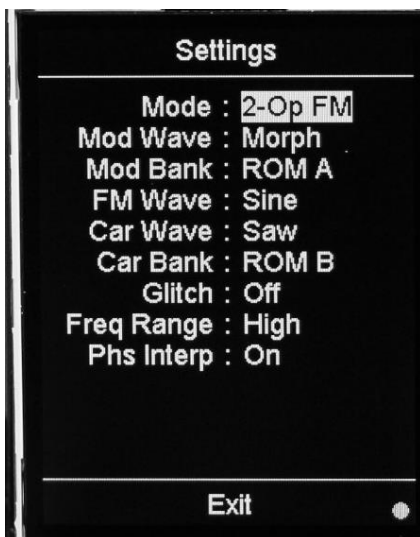 Settings
Mode : 2-Op FM
Mod Wave : Morph
Mod Bank : ROM A
FM Wave : Sine
Car Wave : Saw
Car Bank : ROM B
Glitch : Off
Freq Range : High
Phs Interp : On
Exit